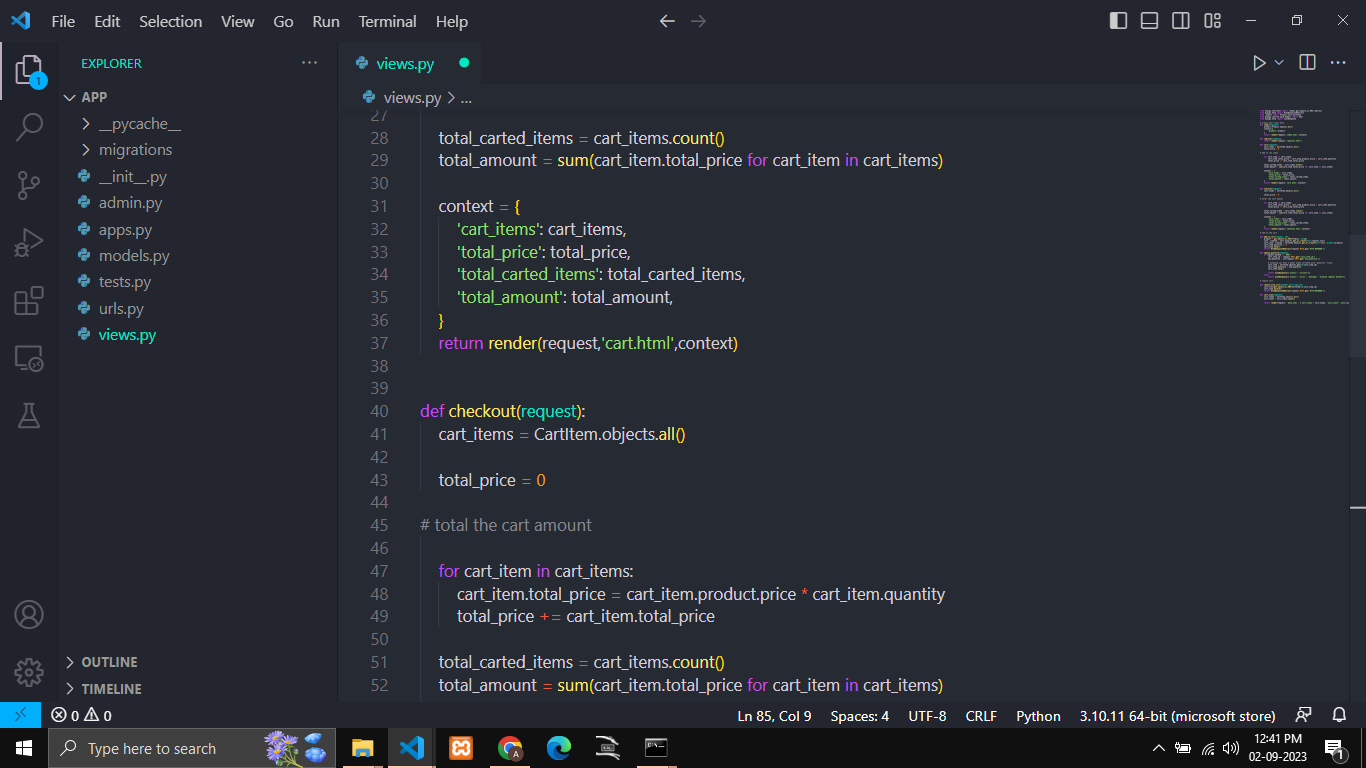 File Edit Selection View Go Run Terminal Help
EXPLORER ...
views.py
1
APP
views.py > ...
__pycache__
migrations
__init__.py
admin.py
apps.py
models.py
tests.py
urls.py
views.py
27
28 total_carted_items = cart_items.count()
29 total_amount = sum(cart_item.total_price for cart_item in cart_items)
30
31 context = {
32 'cart_items': cart_items,
33 'total_price': total_price,
34 'total_carted_items': total_carted_items,
35 'total_amount': total_amount,
36 }
37 return render(request,'cart.html',context)
38
39
40 def checkout(request):
41 cart_items = CartItem.objects.all()
42
43 total_price = 0
44
45 # total the cart amount
46
47 for cart_item in cart_items:
48 cart_item.total_price = cart_item.product.price * cart_item.quantity
49 total_price += cart_item.total_price
50
51 total_carted_items = cart_items.count()
52 total_amount = sum(cart_item.total_price for cart_item in cart_items)
OUTLINE
TIMELINE
0 0
Ln 85, Col 9 Spaces: 4 UTF-8 CRLF Python 3.10.11 64-bit (microsoft store)
Type here to search
A
12:41 PM
02-09-2023
1